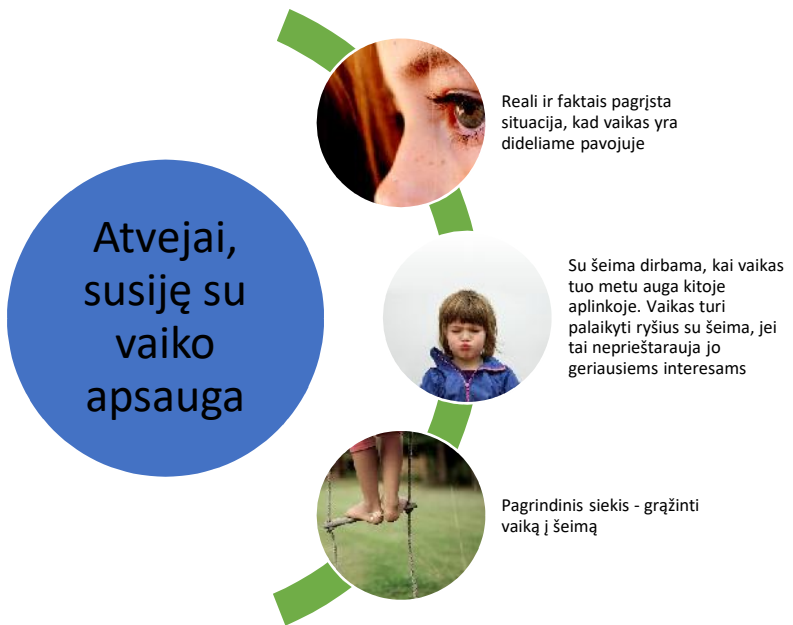 Atvejai,
susiję su
vaiko
apsauga
Reali ir faktais pagrįsta
situacija, kad vaikas yra
dideliame pavojuje
Su šeima dirbama, kai vaikas
tuo metu auga kitoje
aplinkoje. Vaikas turi
palaikyti ryšius su šeima, jei
tai neprieštarauja jo
geriausiems interesams
Pagrindinis siekis - grąžinti
vaiką į šeimą